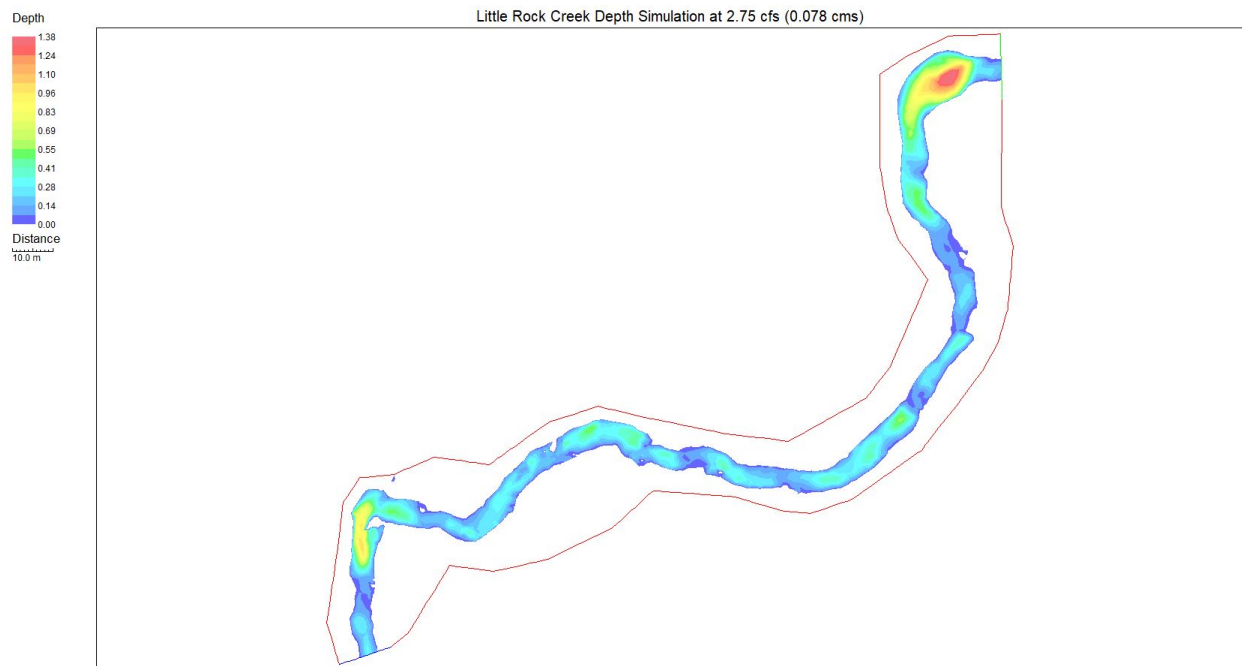 Little Rock Creek Depth Simulation at 2.75 cfs (0.078 cms)
Depth
1.38
1.24
1.10
0.96
0.83
0.69
0.55
0.41
0.28
0.14
0.00
Distance
10.0 m